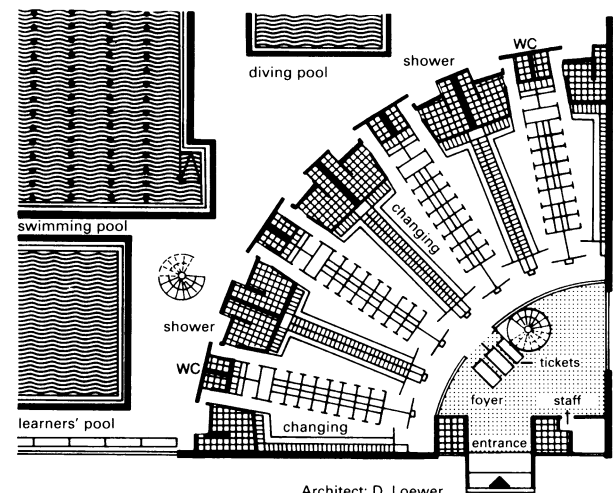 diving pool
shower
WC
swimming pool
changing
shower
WC
tickets
foyer
staff
learners' pool
changing
entrance
Architect: D. Loewer